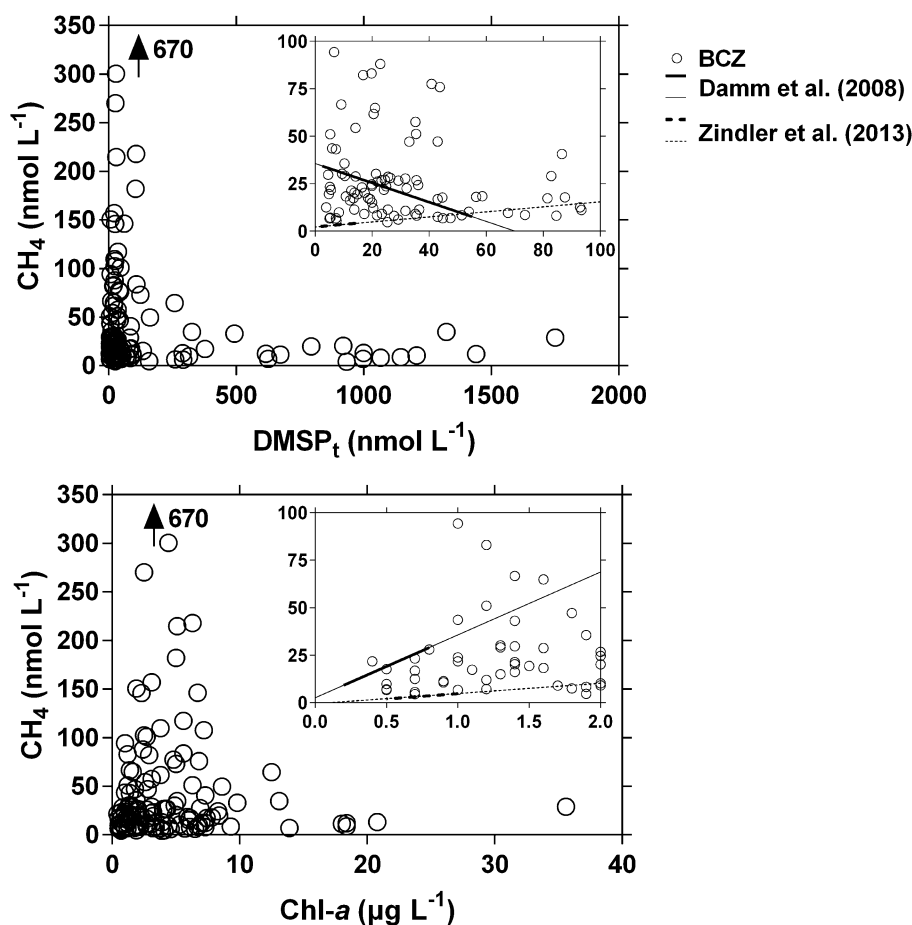 350
300
250
200
150
100
50
0
CH4 (nmol L-1)
670
100
75
50
25
0
0 20 40 60 80 100
BCZ
Damm et al. (2008)
Zindler et al. (2013)
0 500 1000 1500 2000
DMSPt (nmol L-1)
350
300
250
200
150
100
50
0
CH4 (nmol L-1)
670
100
75
50
25
0
0.0 0.5 1.0 1.5 2.0
0 10 20 30 40
Chl-a (µg L-1)